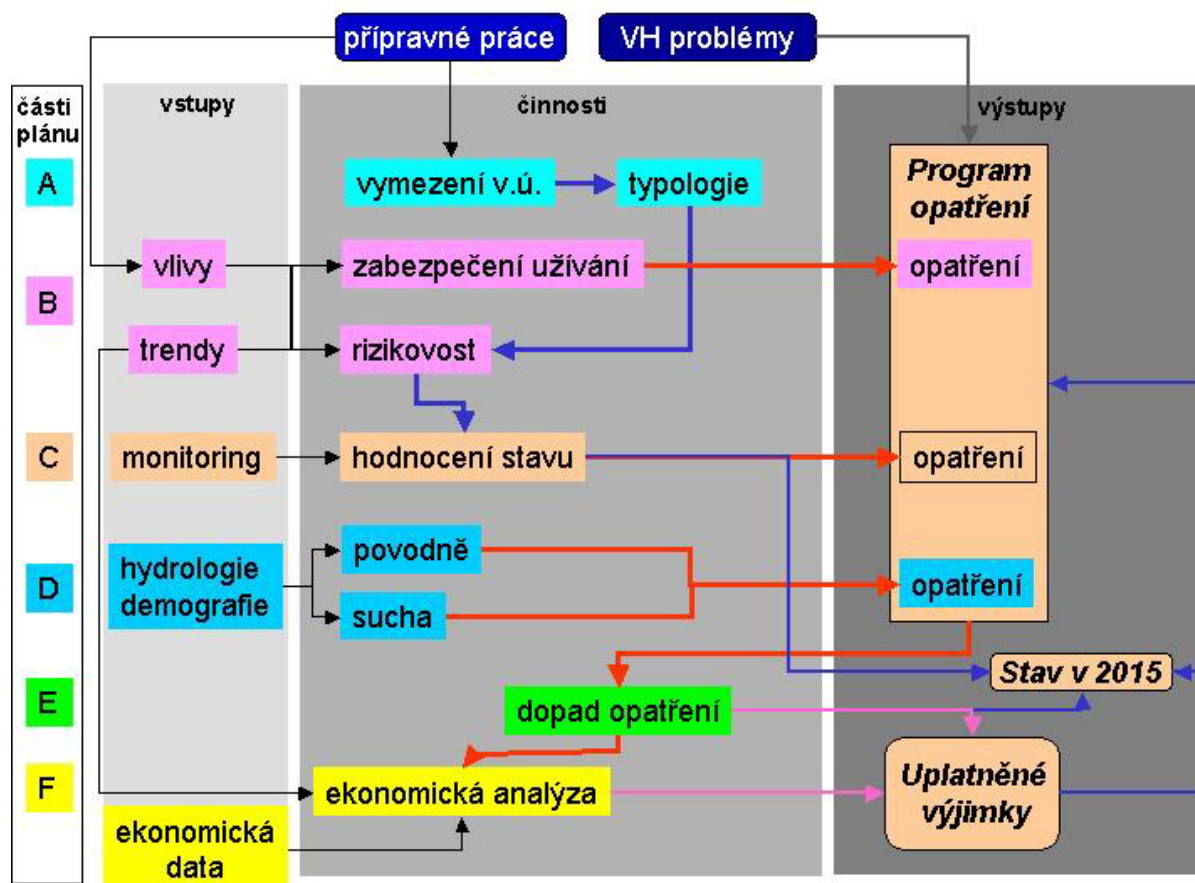 přípravné práce
VH problémy
části
plánu
vstupy
činnosti
výstupy
A
vymezení v.ú.
typologie
Program
opatření
B
vlivy
zabezpečení užívání
opatření
trendy
rizikovost
C
monitoring
hodnocení stavu
opatření
D
hydrologie
demografie
povodně
sucha
opatření
Stav v 2015
E
dopad opatření
F
ekonomická analýza
Uplatněné
výjimky
ekonomická
data